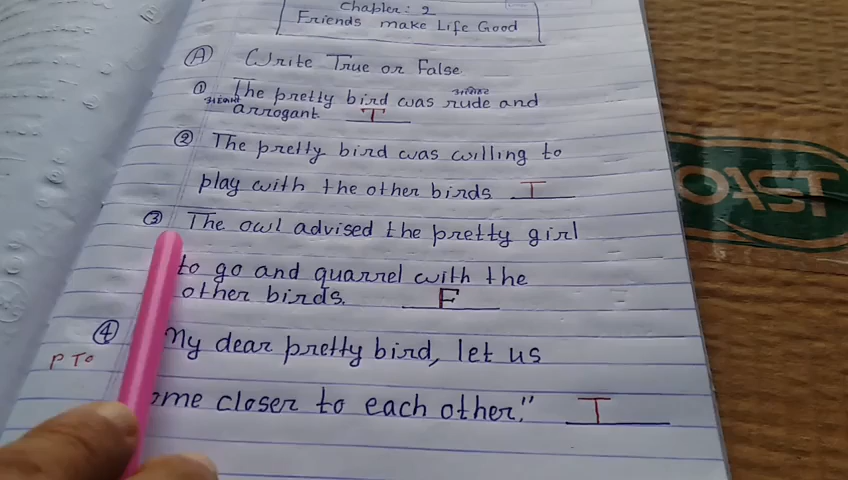 Chapter: 2
Friends make Life Good
Ⓐ Write True or False
① The pretty bird was rude and
arrogant T
② The pretty bird was willing to
play with the other birds T
③ The owl advised the pretty girl
to go and quarrel with the
other birds. F
④ My dear pretty bird, let us
PTO
ome closer to each other." T
OAST